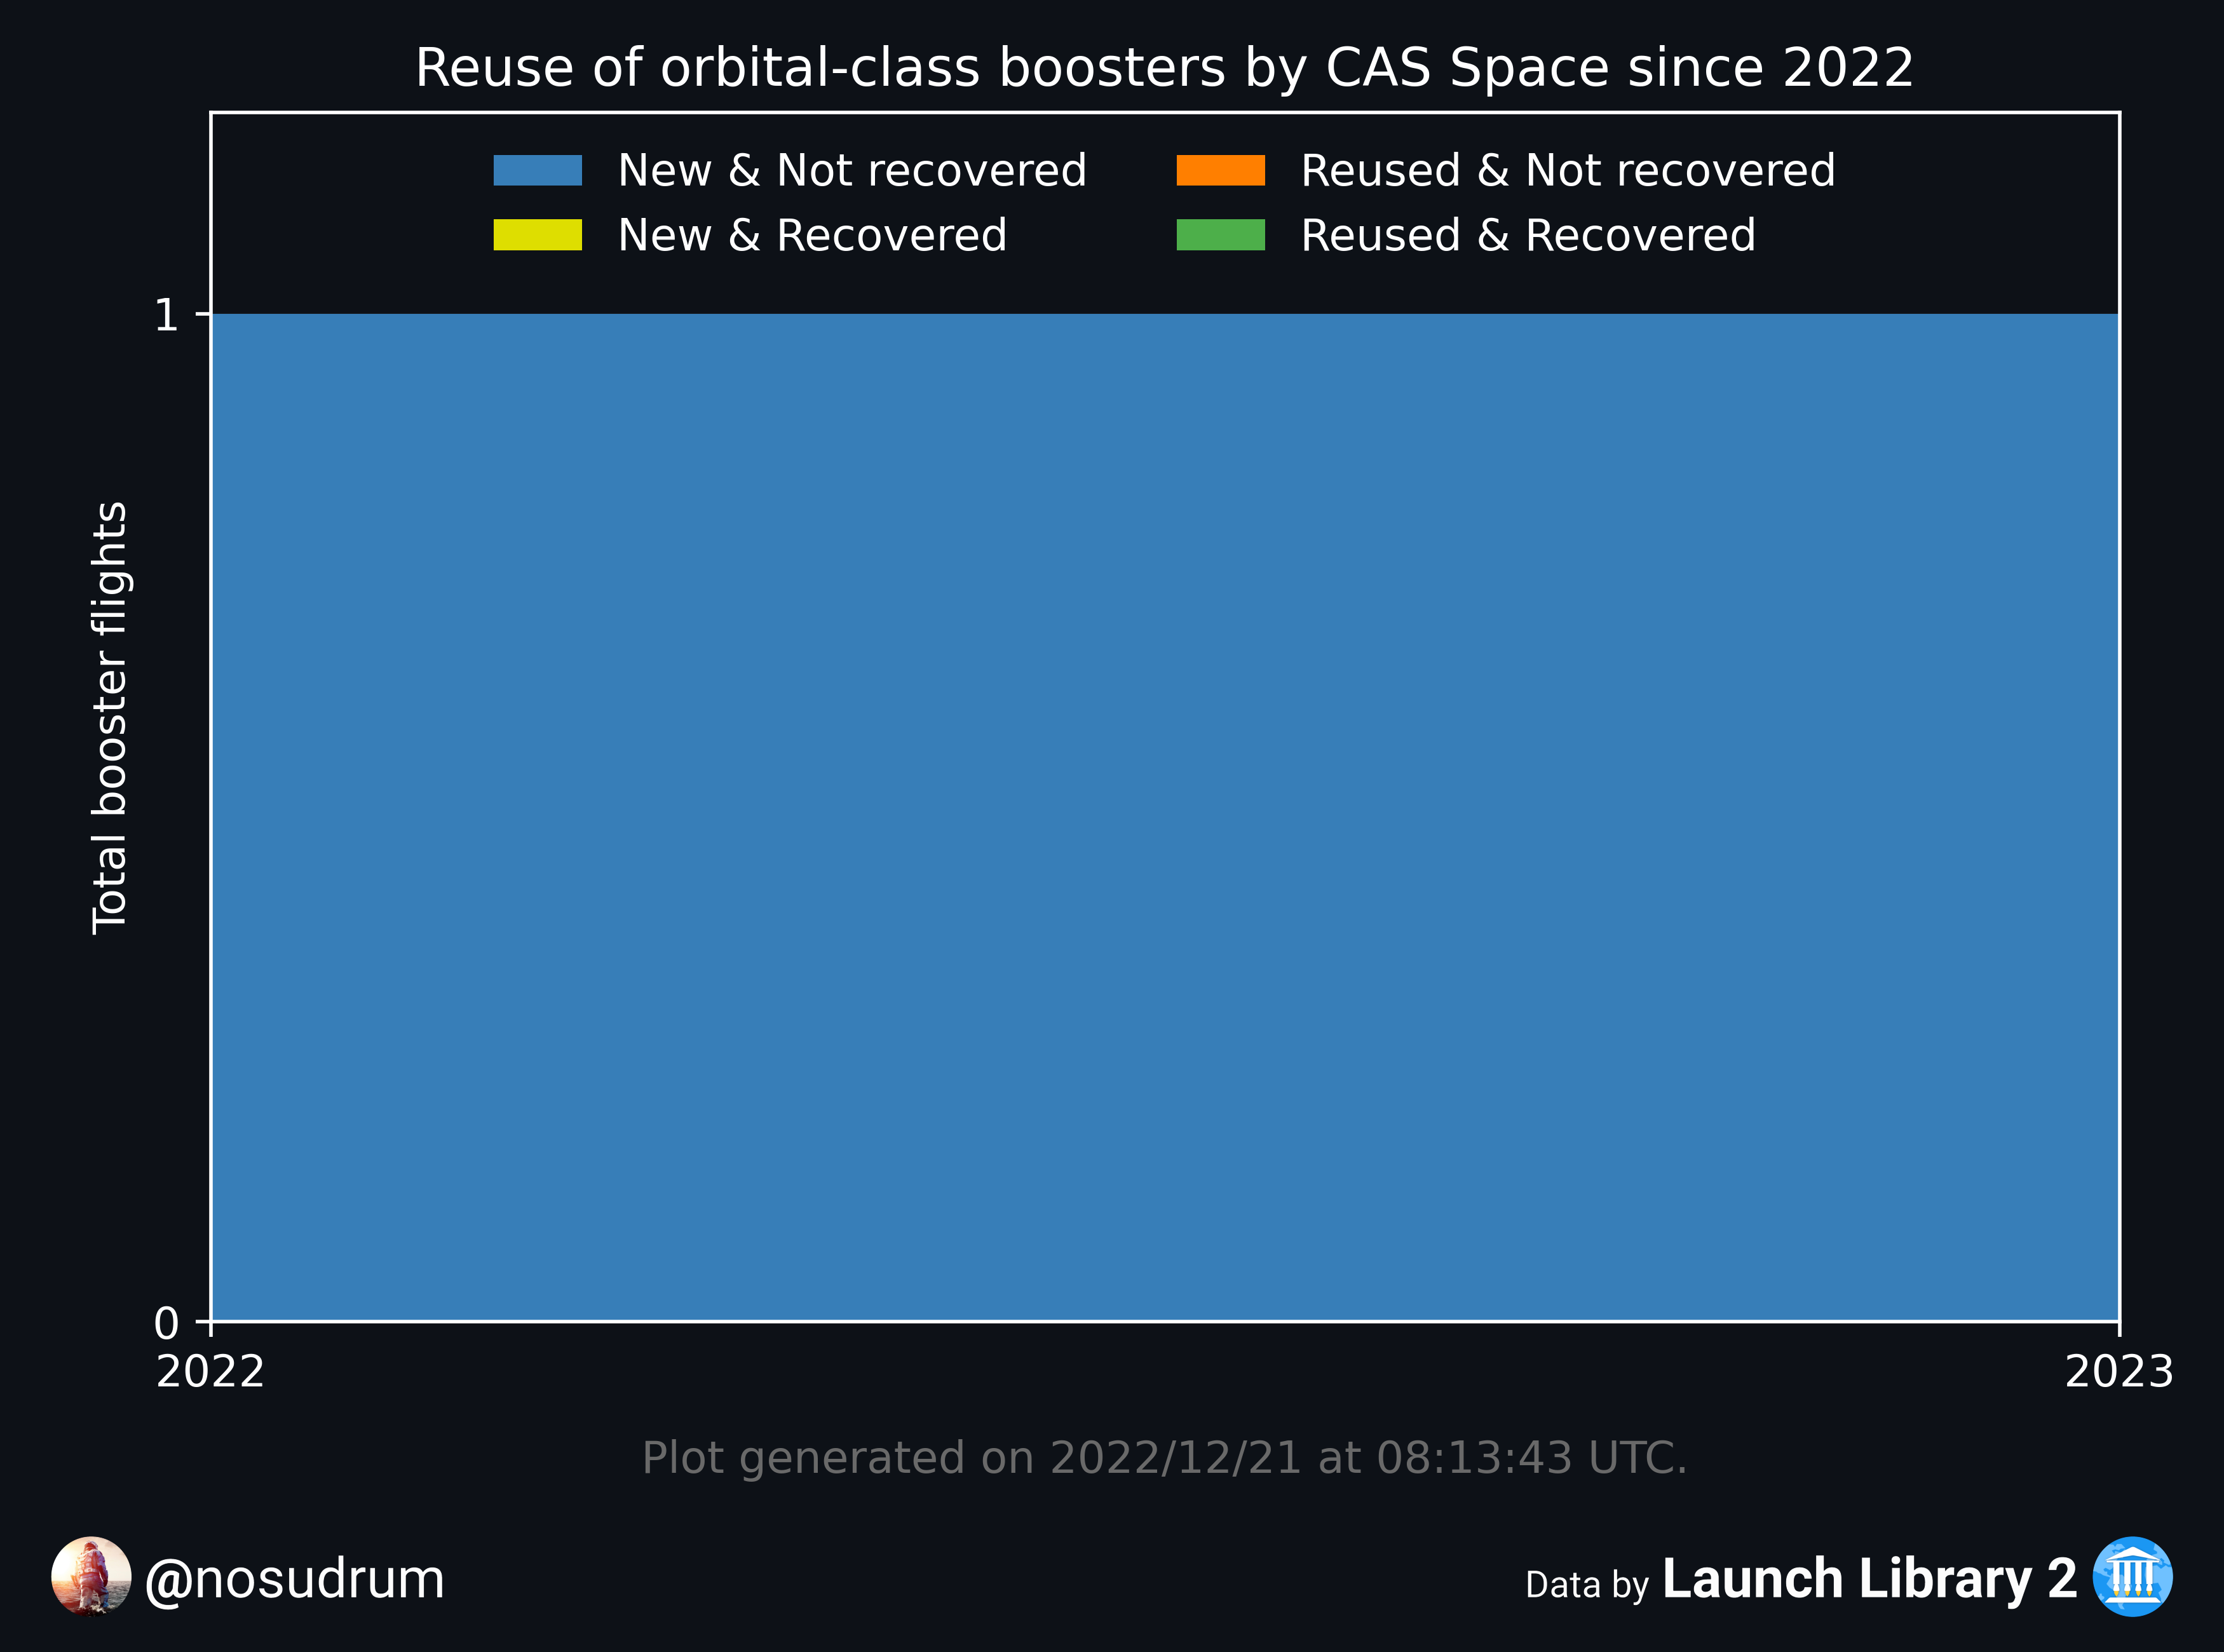 Reuse of orbital-class boosters by CAS Space since 2022
New & Not recovered
Reused & Not recovered
New & Recovered
Reused & Recovered
1
Total booster flights
0
2022
2023
Plot generated on 2022/12/21 at 08:13:43 UTC.
@nosudrum
Data by Launch Library 2